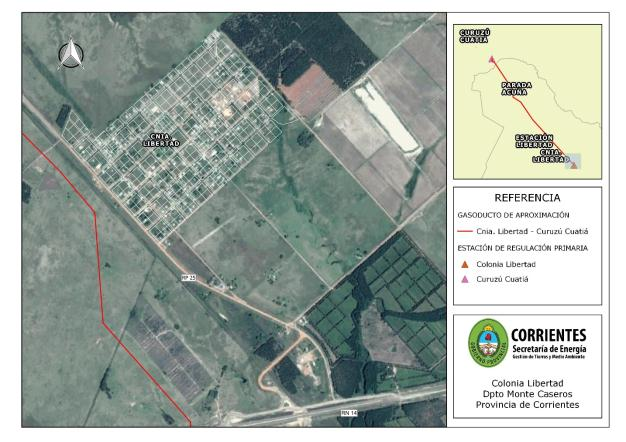 CNIA
LIBERTAD
RP 25
RN 14
CURUZÚ
CUATIÁ
PARADA
ACUÑA
ESTACIÓN
LIBERTAD
CNIA.
LIBERTAD
REFERENCIA
GASODUCTO DE APROXIMACIÓN
Cnia. Libertad - Curuzú Cuatiá
ESTACIÓN DE REGULACIÓN PRIMARIA
Colonia Libertad
Curuzú Cuatiá
GOBIERNO PROVINCIAL
CORRIENTES
Secretaría de Energía
Gestión de Tierras y Medio Ambiente
Colonia Libertad
Dpto Monte Caseros
Provincia de Corrientes